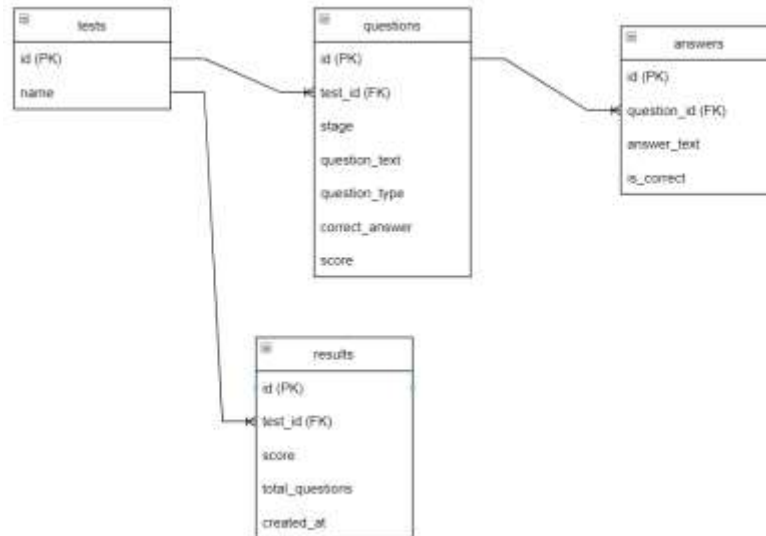 tests
id (PK)
name
questions
id (PK)
test_id (FK)
stage
question_text
question_type
correct_answer
score
answers
id (PK)
question_id (FK)
answer_text
is_correct
results
id (PK)
test_id (FK)
score
total_questions
created_at